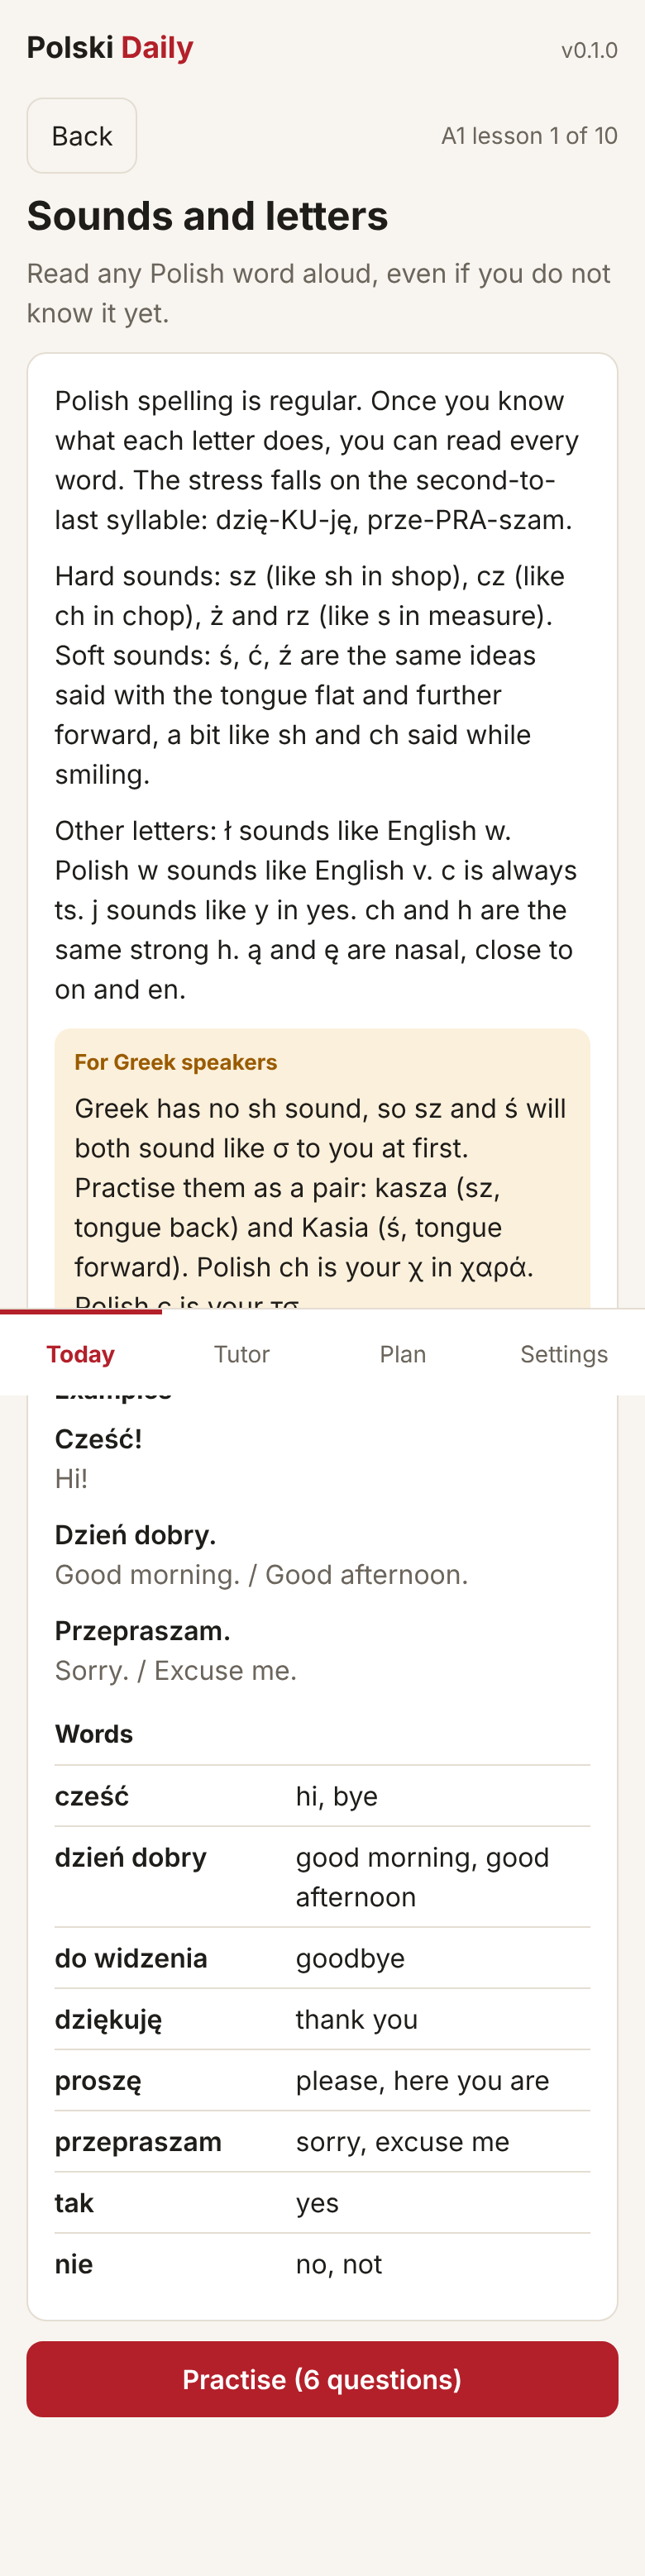 Polski Daily
v0.1.0
Back
A1 lesson 1 of 10
Sounds and letters
Read any Polish word aloud, even if you do not
know it yet.
Polish spelling is regular. Once you know
what each letter does, you can read every
word. The stress falls on the second-to-
last syllable: dzię-KU-ję, prze-PRA-szam.
Hard sounds: sz (like sh in shop), cz (like
ch in chop), ż and rz (like s in measure).
Soft sounds: ś, ć, ź are the same ideas
said with the tongue flat and further
forward, a bit like sh and ch said while
smiling.
Other letters: ł sounds like English w.
Polish w sounds like English v. c is always
ts. j sounds like y in yes. ch and h are the
same strong h. ą and ę are nasal, close to
on and en.
For Greek speakers
Greek has no sh sound, so sz and ś will
both sound like σ to you at first.
Practise them as a pair: kasza (sz,
tongue back) and Kasia (ś, tongue
forward). Polish ch is your χ in χαρά.
Polish c is your τσ.
Today
Tutor
Plan
Settings
Examples
Cześć!
Hi!
Dzień dobry.
Good morning. / Good afternoon.
Przepraszam.
Sorry. / Excuse me.
Words
cześć hi, bye
dzień dobry good morning, good
afternoon
do widzenia goodbye
dziękuję thank you
proszę please, here you are
przepraszam sorry, excuse me
tak yes
nie no, not
Practise (6 questions)